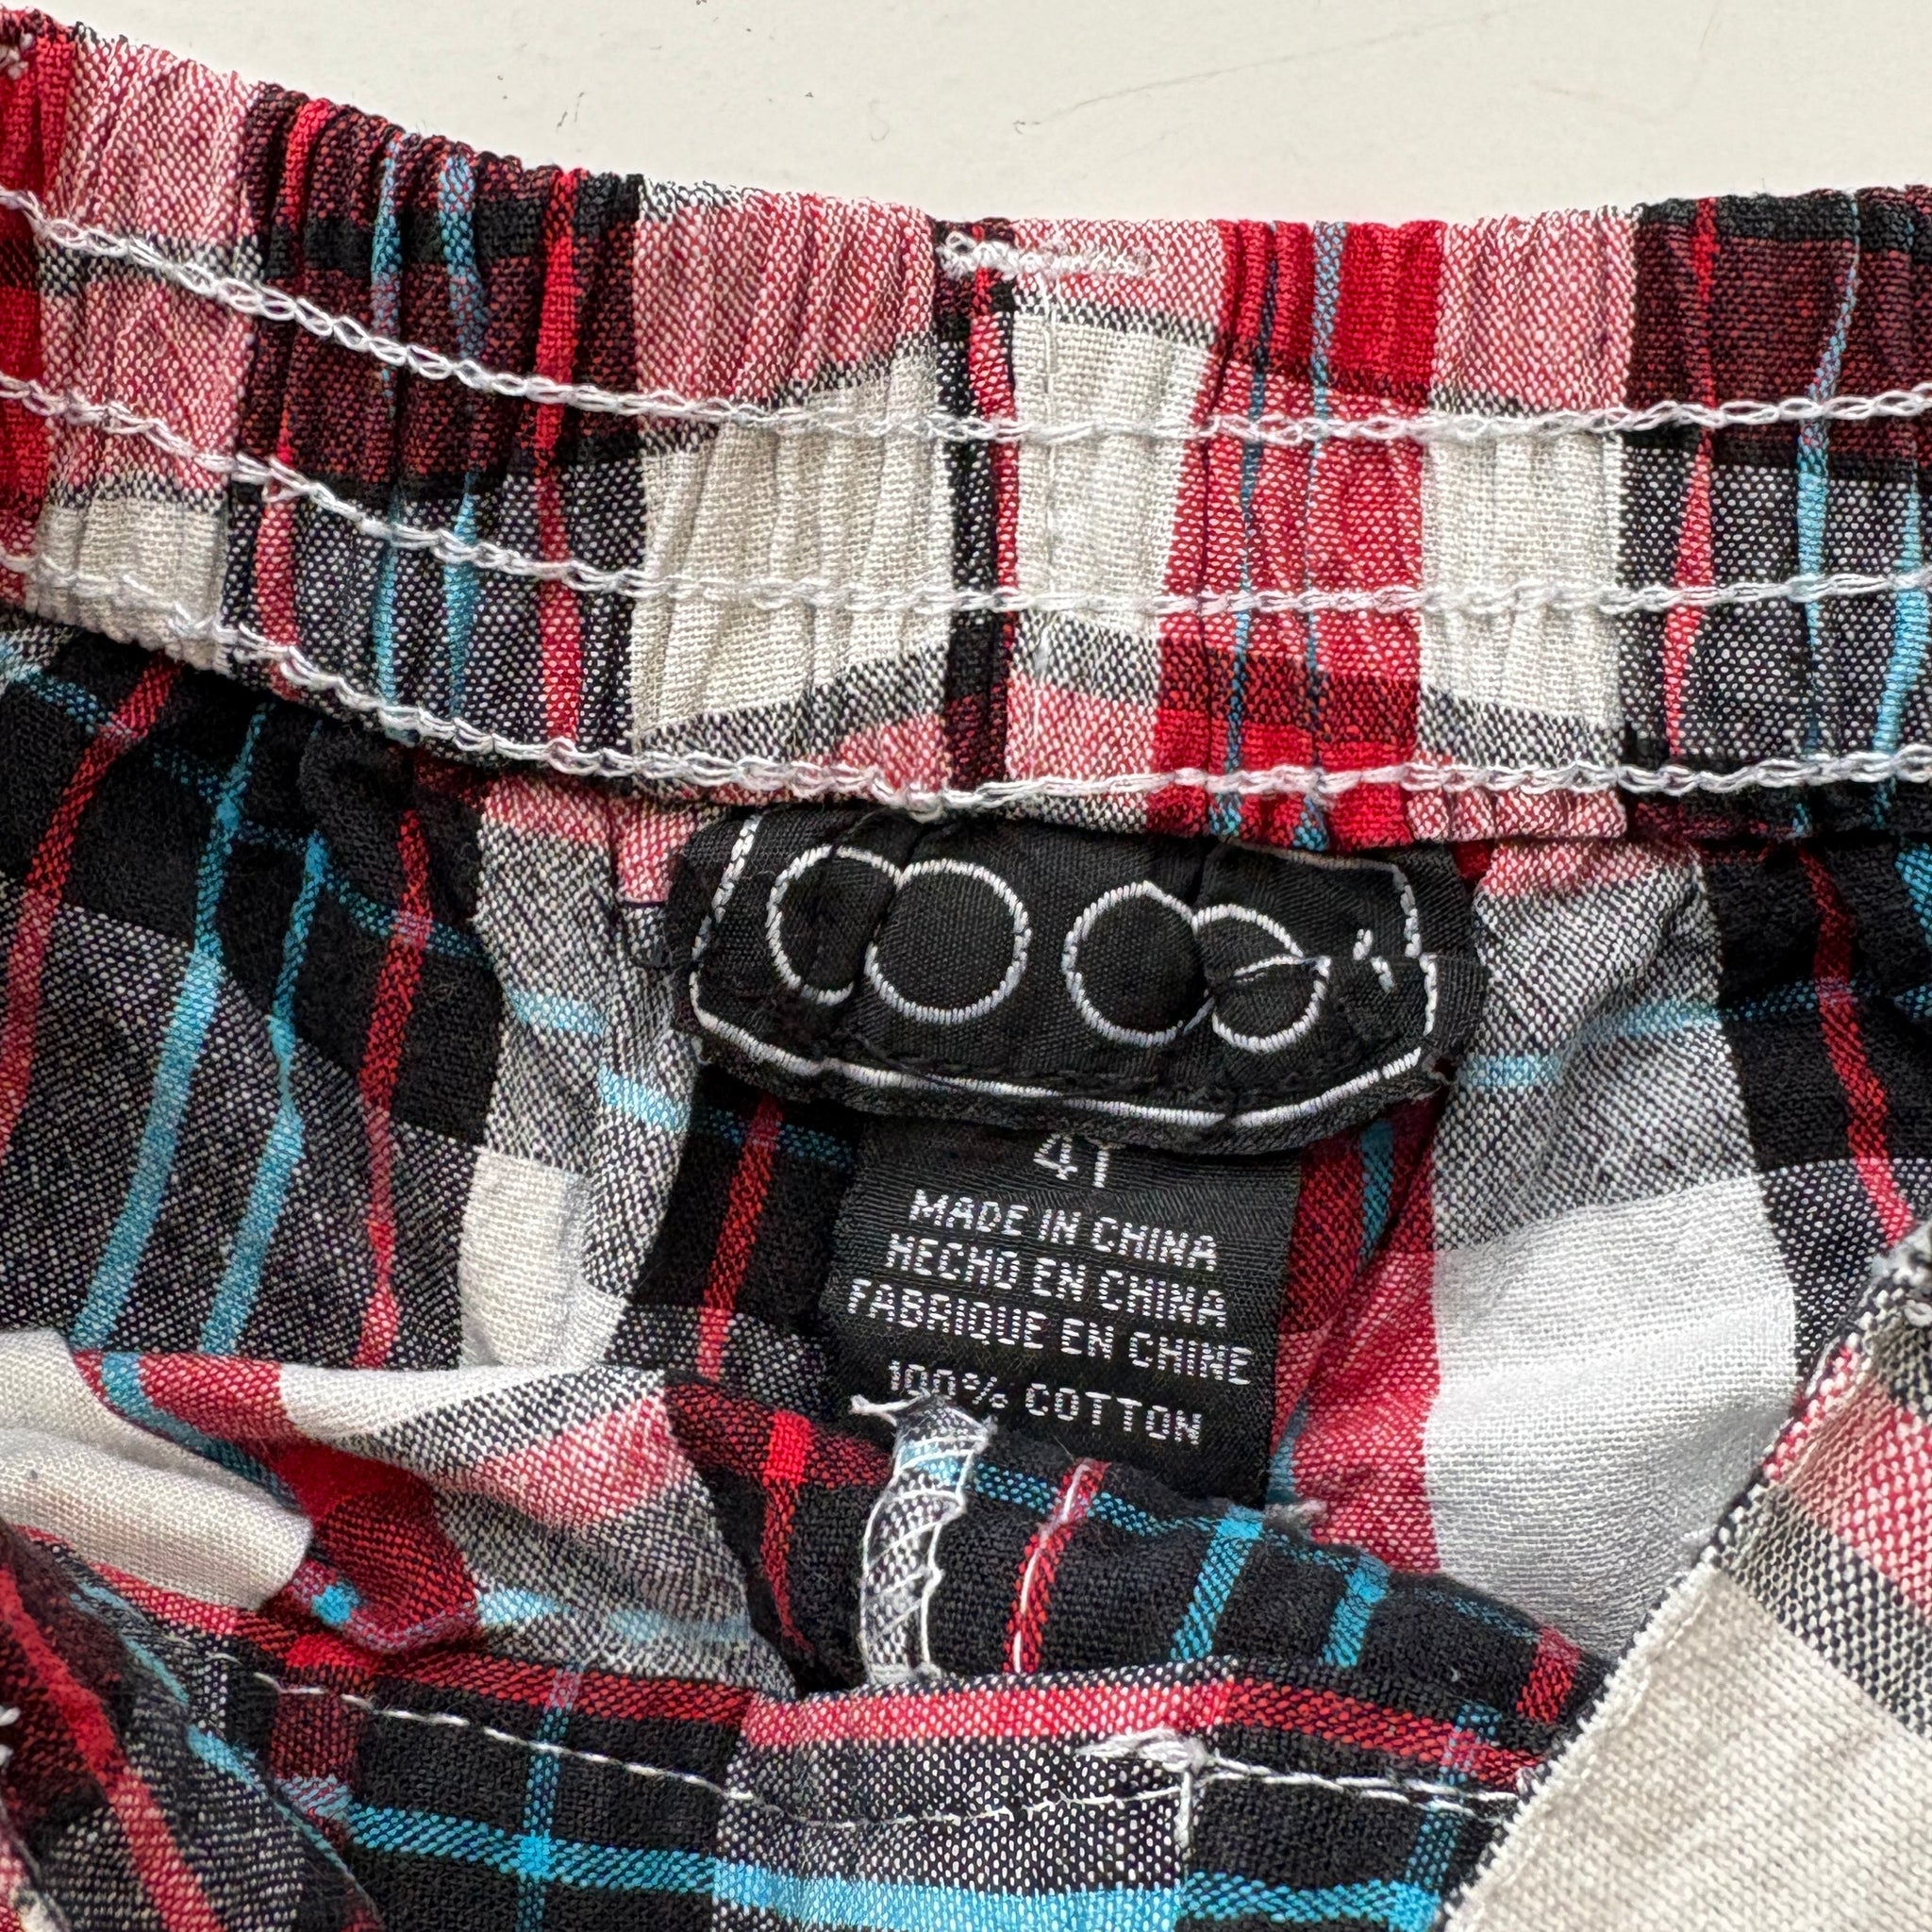 4T
MADE IN CHINA
HECHO EN CHINA
FABRIQUE EN CHINE
100% COTTON